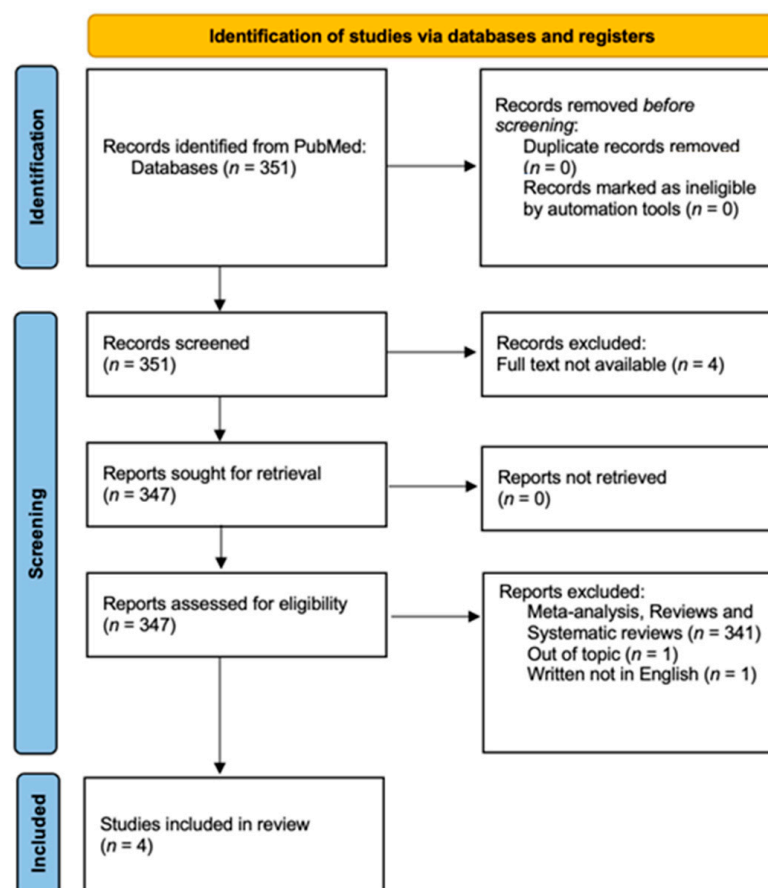 Identification of studies via databases and registers
Identification
Records identified from PubMed:
Databases (n = 351)
Records removed before
screening:
Duplicate records removed
(n = 0)
Records marked as ineligible
by automation tools (n = 0)
Screening
Records screened
(n = 351)
Records excluded:
Full text not available (n = 4)
Reports sought for retrieval
(n = 347)
Reports not retrieved
(n = 0)
Reports assessed for eligibility
(n = 347)
Reports excluded:
Meta-analysis, Reviews and
Systematic reviews (n = 341)
Out of topic (n = 1)
Written not in English (n = 1)
Included
Studies included in review
(n = 4)